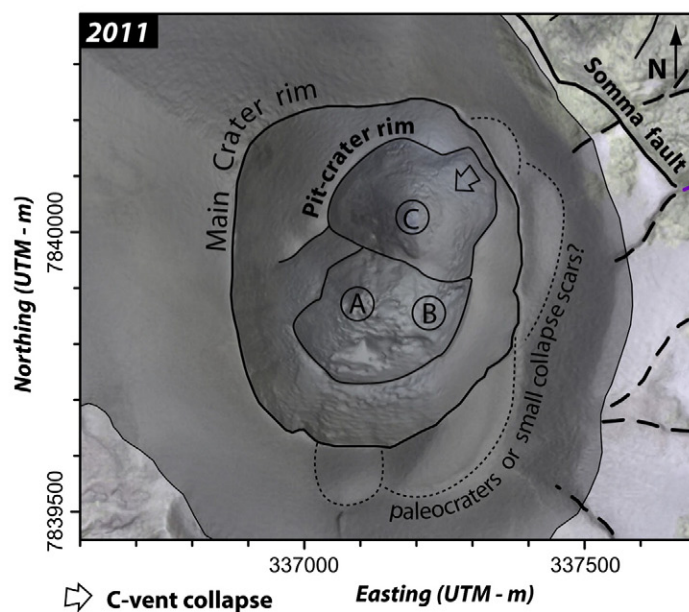 2011
N
Somma fault
Main Crater rim
Pit-crater rim
C
A
B
paleocraters or small collapse scars?
Northing (UTM - m)
7840000
7839500
337000
337500
Easting (UTM - m)
C-vent collapse